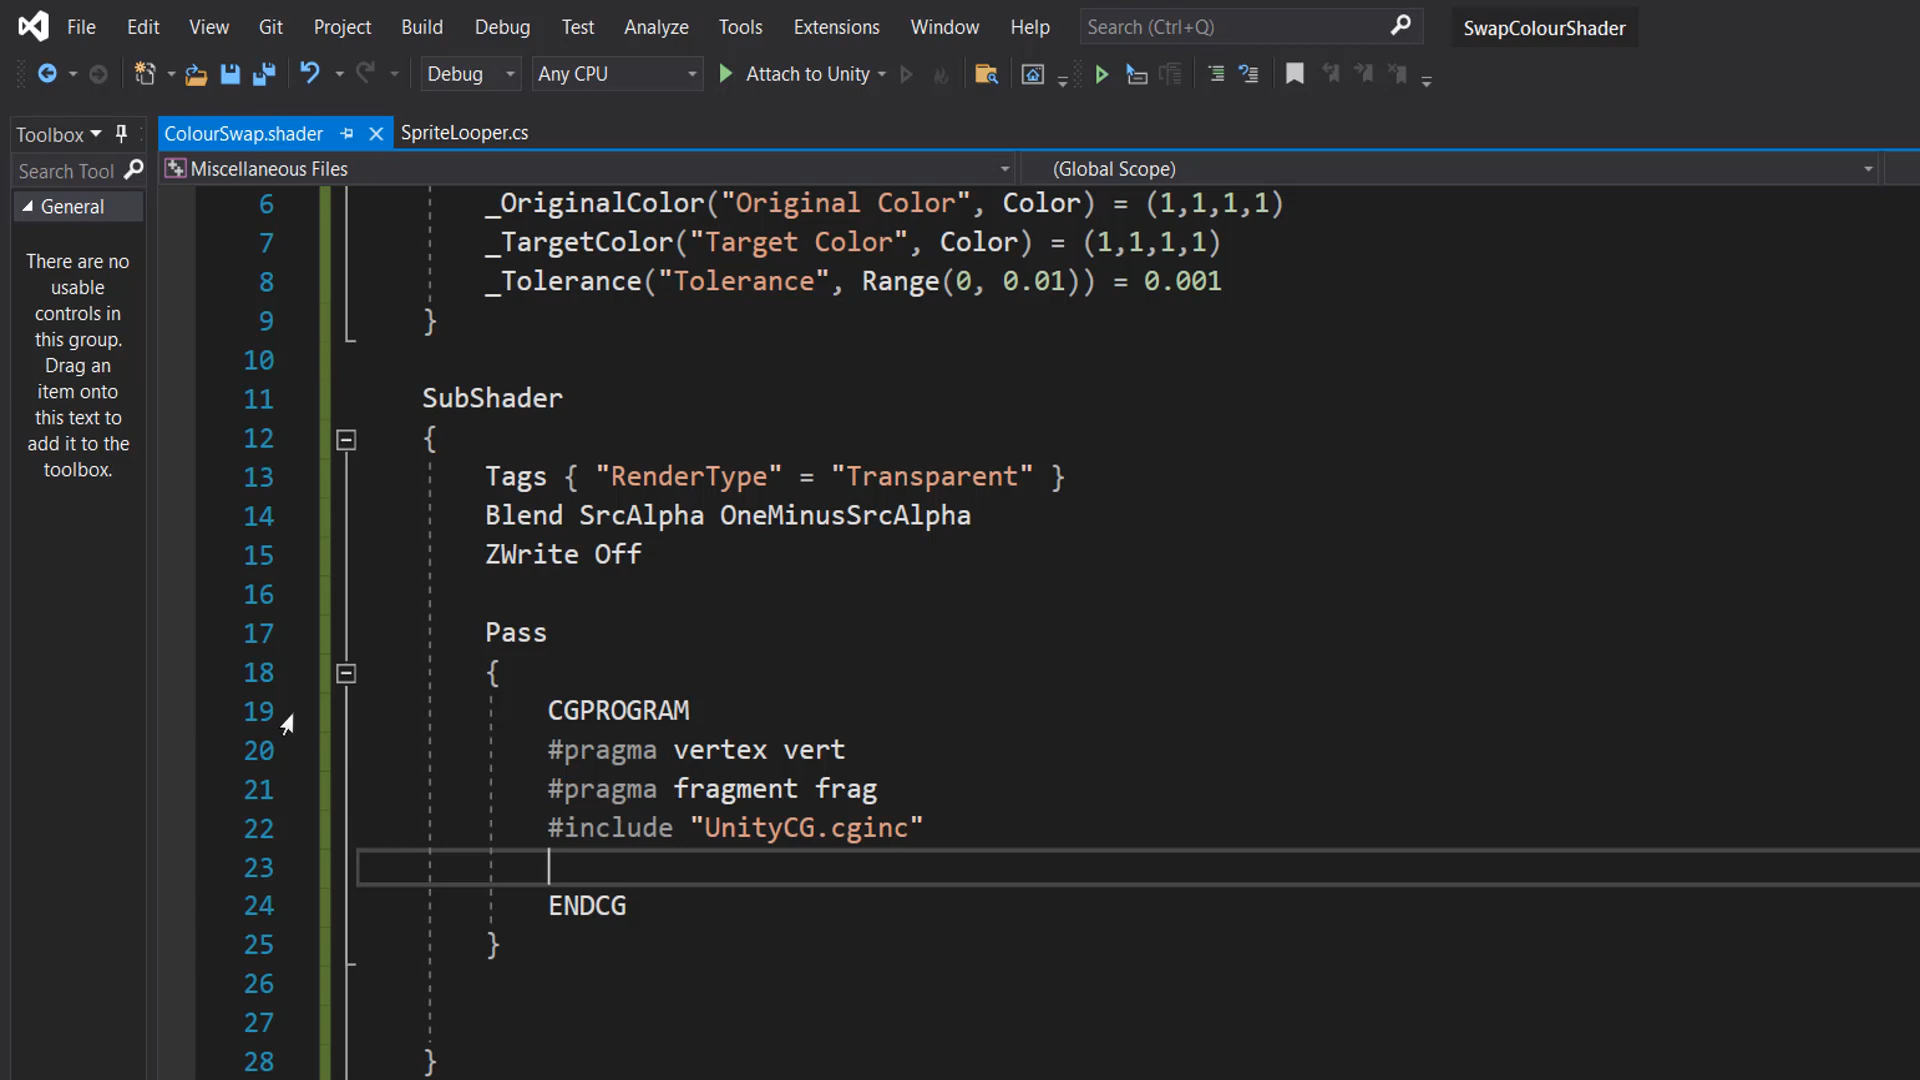 File Edit View Git Project Build Debug Test Analyze Tools Extensions Window Help Search (Ctrl+Q) SwapColourShader
Debug Any CPU Attach to Unity
Toolbox ColourSwap.shader SpriteLooper.cs
Search Tool Miscellaneous Files (Global Scope)
General
There are no
usable
controls in
this group.
Drag an
item onto
this text to
add it to the
toolbox.
6 _OriginalColor("Original Color", Color) = (1,1,1,1)
7 _TargetColor("Target Color", Color) = (1,1,1,1)
8 _Tolerance("Tolerance", Range(0, 0.01)) = 0.001
9 }
10
11 SubShader
12 {
13 Tags { "RenderType" = "Transparent" }
14 Blend SrcAlpha OneMinusSrcAlpha
15 ZWrite Off
16
17 Pass
18 {
19 CGPROGRAM
20 #pragma vertex vert
21 #pragma fragment frag
22 #include "UnityCG.cginc"
23
24 ENDCG
25 }
26
27
28 }